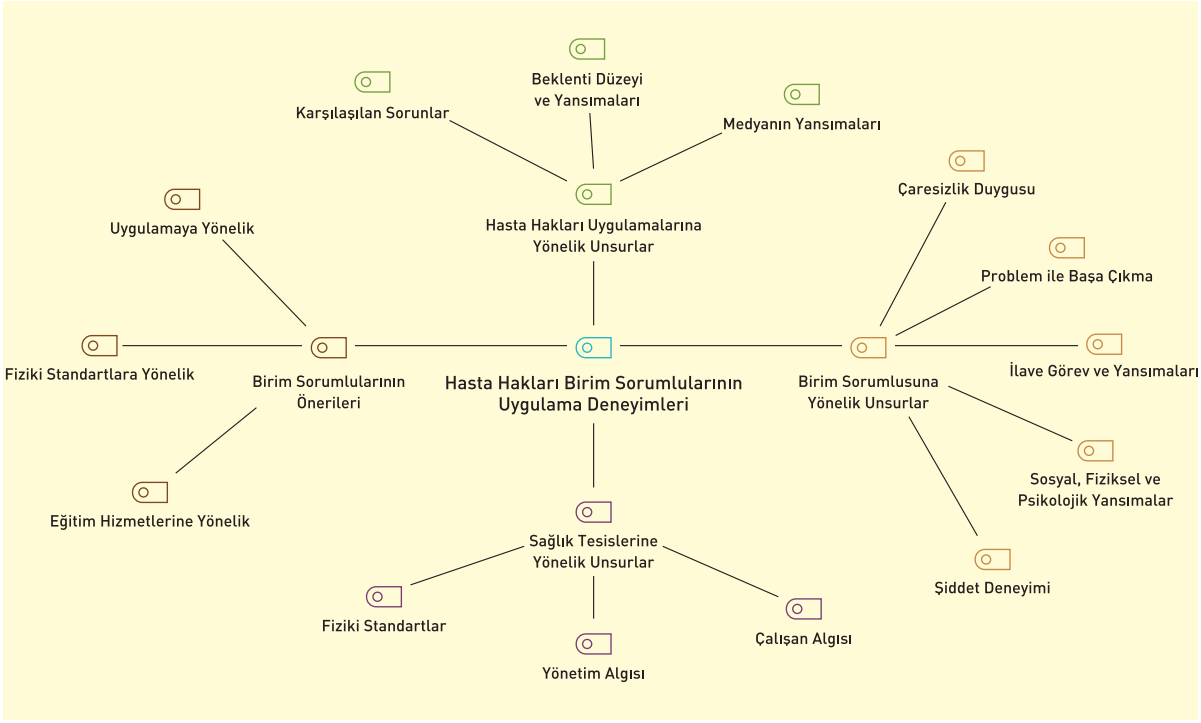 Beklenti Düzeyi
ve Yansımaları
Karşılaşılan Sorunlar
Medyanın Yansımaları
Çaresizlik Duygusu
Uygulamaya Yönelik
Hasta Hakları Uygulamalarına
Yönelik Unsurlar
Problem ile Başa Çıkma
Fiziki Standartlara Yönelik
Birim Sorumlularının
Önerileri
Hasta Hakları Birim Sorumlularının
Uygulama Deneyimleri
Birim Sorumlusuna
Yönelik Unsurlar
İlave Görev ve Yansımaları
Sosyal, Fiziksel ve
Psikolojik Yansımalar
Eğitim Hizmetlerine Yönelik
Sağlık Tesislerine
Yönelik Unsurlar
Şiddet Deneyimi
Fiziki Standartlar
Çalışan Algısı
Yönetim Algısı